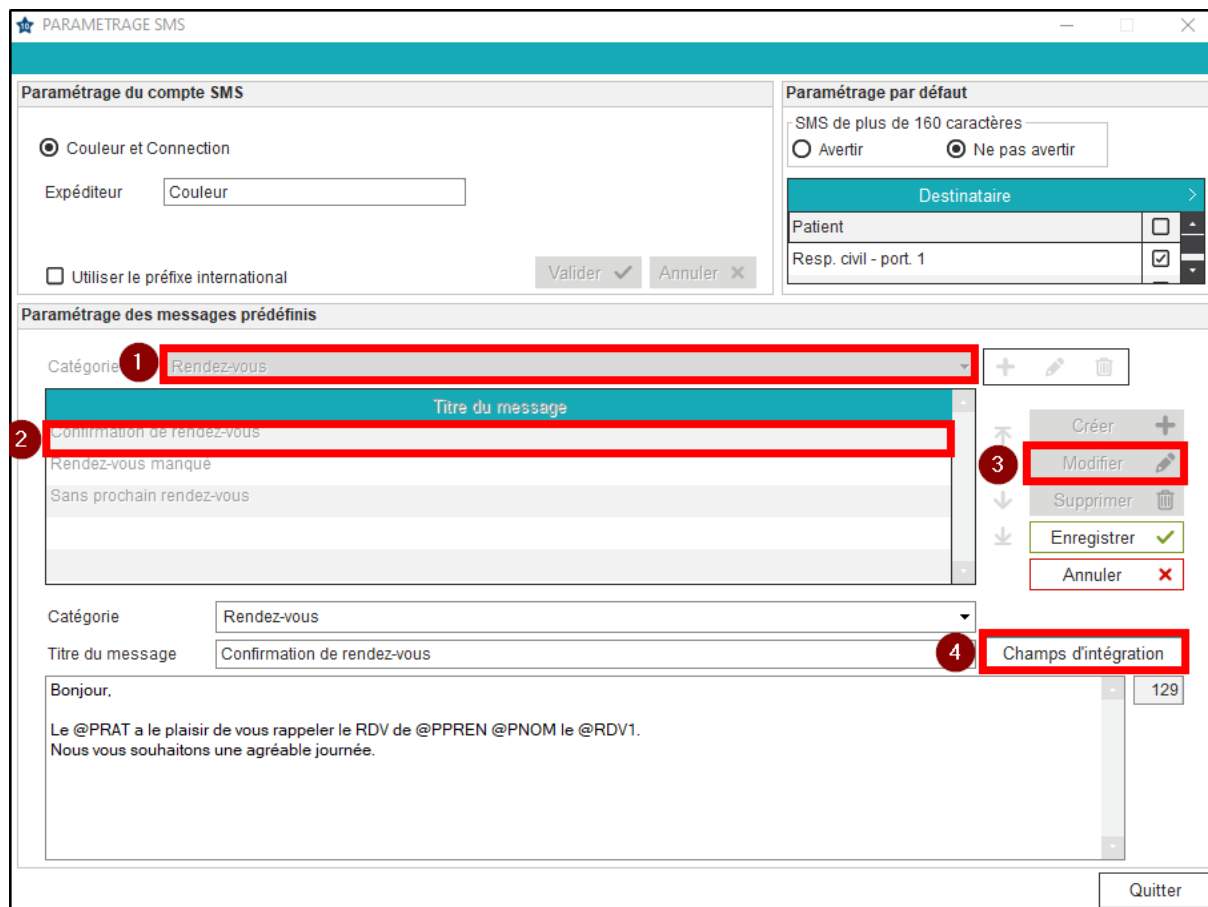 PARAMETRAGE SMS
Paramétrage du compte SMS
Couleur et Connection
Expéditeur Couleur
Utiliser le préfixe international
Valider Annuler
Paramétrage par défaut
SMS de plus de 160 caractères
Avertir Ne pas avertir
Destinataire
Patient
Resp. civil - port. 1
Paramétrage des messages prédéfinis
Catégorie 1 Rendez-vous
Titre du message
2 Confirmation de rendez-vous
Rendez-vous manqué
Sans prochain rendez-vous
Créer
3 Modifier
Supprimer
Enregistrer
Annuler
Catégorie Rendez-vous
Titre du message Confirmation de rendez-vous
4 Champs d'intégration
129
Bonjour,
Le @PRAT a le plaisir de vous rappeler le RDV de @PPREN @PNOM le @RDV1.
Nous vous souhaitons une agréable journée.
Quitter